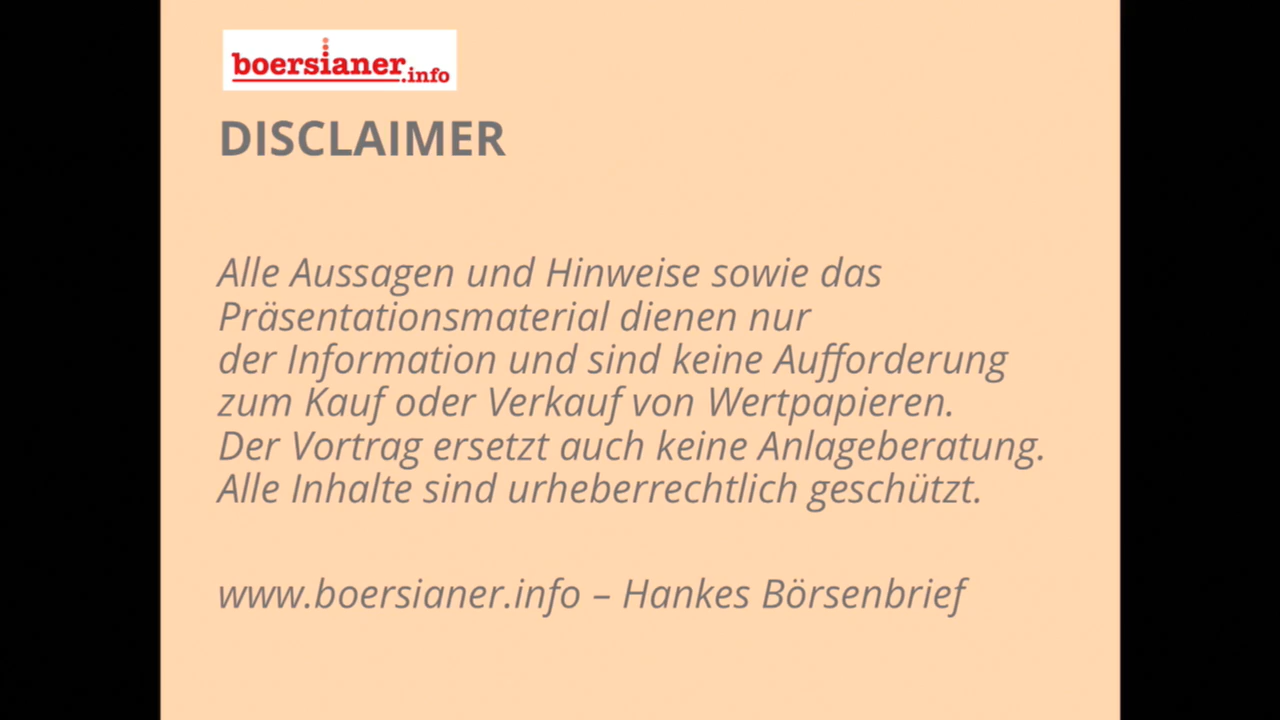 boersianer.info
DISCLAIMER
Alle Aussagen und Hinweise sowie das
Präsentationsmaterial dienen nur
der Information und sind keine Aufforderung
zum Kauf oder Verkauf von Wertpapieren.
Der Vortrag ersetzt auch keine Anlageberatung.
Alle Inhalte sind urheberrechtlich geschützt.
www.boersianer.info – Hankes Börsenbrief